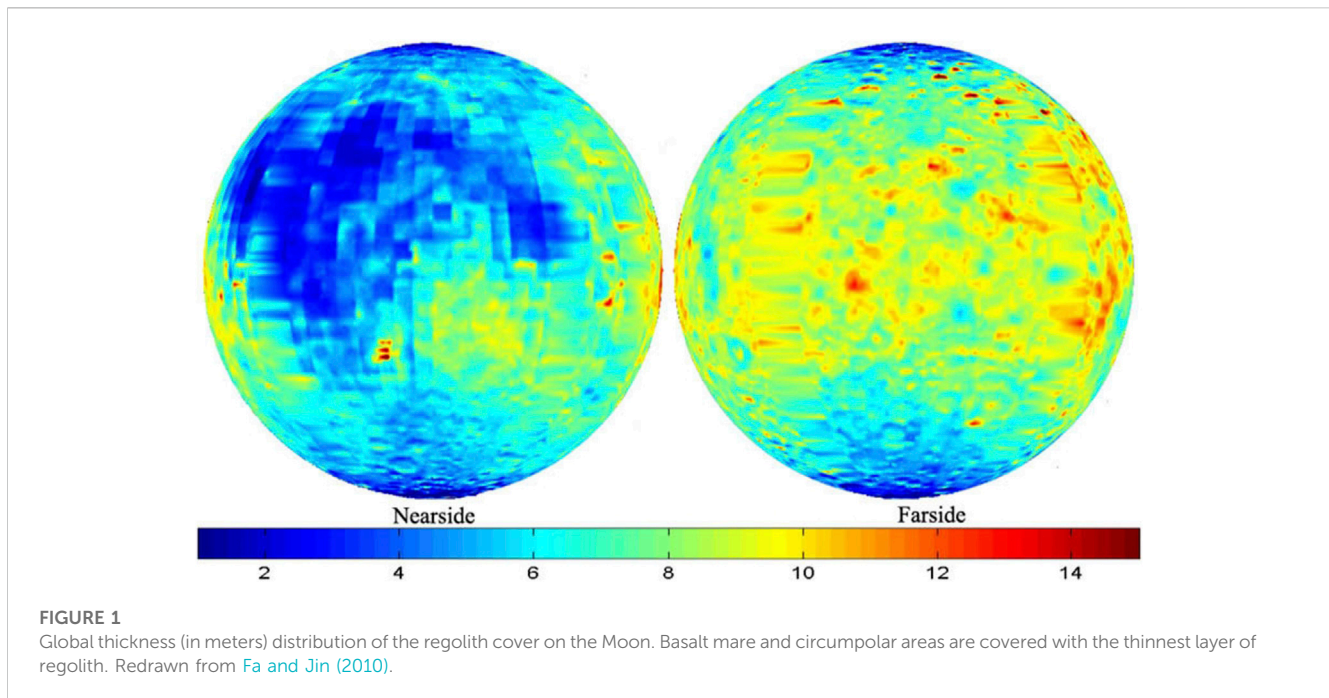 Nearside Farside
2 4 6 8 10 12 14
FIGURE 1
Global thickness (in meters) distribution of the regolith cover on the Moon. Basalt mare and circumpolar areas are covered with the thinnest layer of
regolith. Redrawn from Fa and Jin (2010).